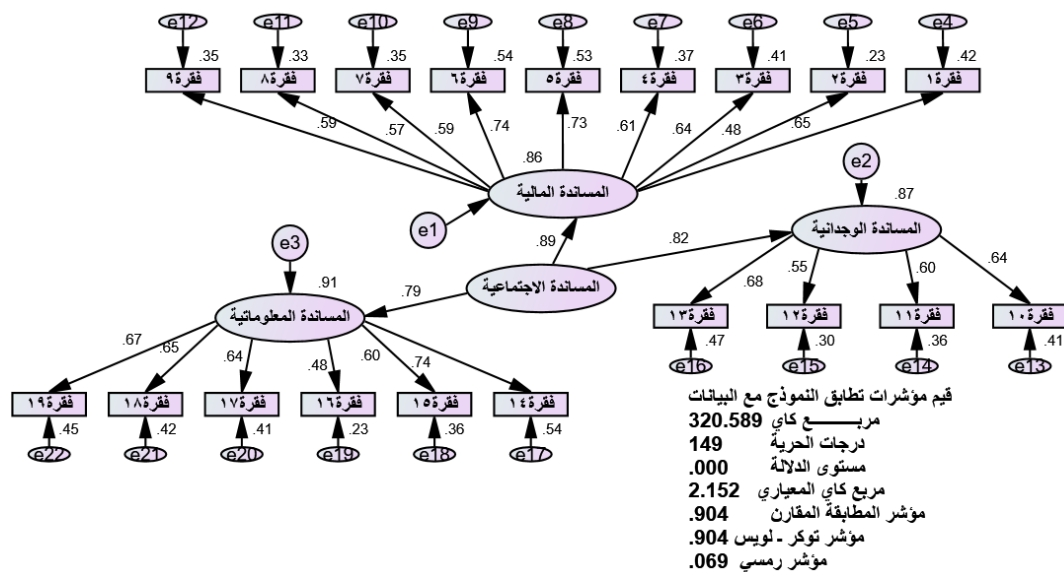 e12 e11 e10 e9 e8 e7 e6 e5 e4
.35 .33 .35 .54 .53 .37 .41 .23 .42
فقرة٩ فقرة٨ فقرة٧ فقرة٦ فقرة٥ فقرة٤ فقرة٣ فقرة٢ فقرة١
.59 .57 .59 .74 .73 .61 .64 .48 .65
.86
المساندة المالية
e1
e2
.87
المساندة الوجدانية
e3
.91
المساندة المعلوماتية
.89
.82
.79
المساندة الاجتماعية
.68 .55 .60 .64
فقرة١٣ فقرة١٢ فقرة١١ فقرة١٠
.47 .30 .36 .41
e16 e15 e14 e13
.67 .65 .64 .48 .60 .74
فقرة١٩ فقرة١٨ فقرة١٧ فقرة١٦ فقرة١٥ فقرة١٤
.45 .42 .41 .23 .36 .54
e22 e21 e20 e19 e18 e17
قيم مؤشرات تطابق النموذج مع البيانات
مربـــــــع كاي 320.589
درجات الحرية 149
مستوى الدلالة .000
مربع كاي المعياري 2.152
مؤشر المطابقة المقارن .904
مؤشر توكر - لويس .904
مؤشر رمسي .069